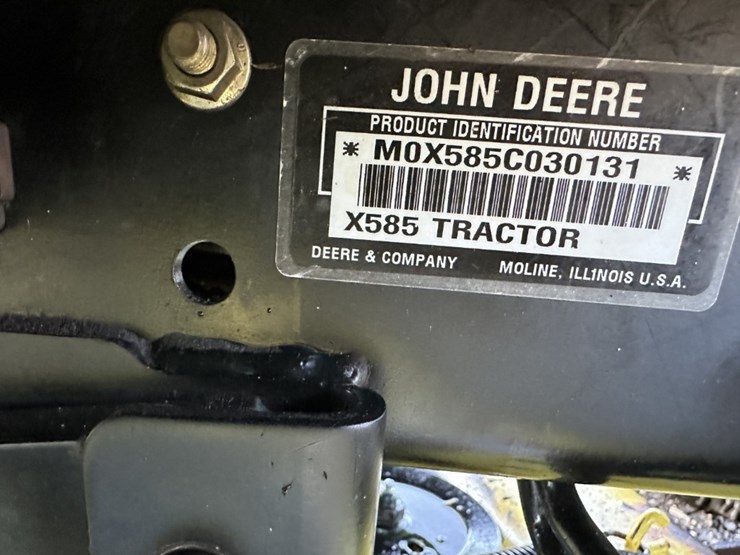 JOHN DEERE
PRODUCT IDENTIFICATION NUMBER
* M0X585C030131 *
X585 TRACTOR
DEERE & COMPANY MOLINE, ILL1NOIS U.S.A.